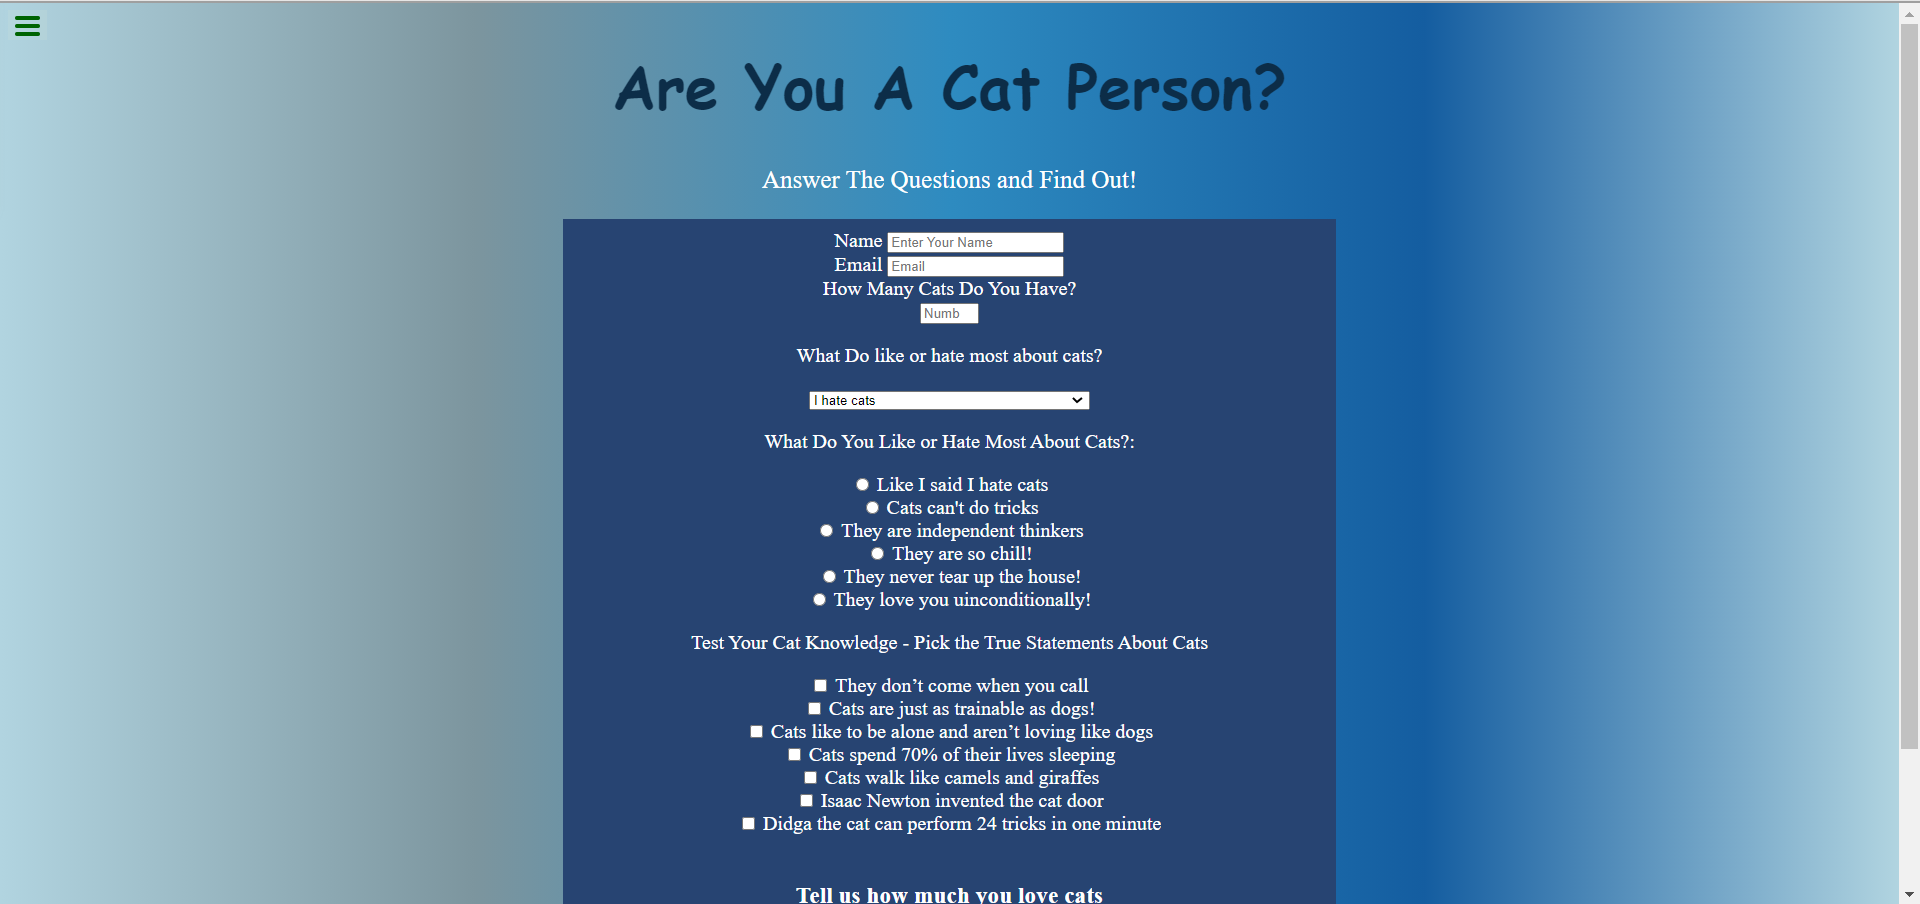 Are You A Cat Person?
Answer The Questions and Find Out!
Name Enter Your Name
Email Email
How Many Cats Do You Have?
Numb
What Do like or hate most about cats?
I hate cats
What Do You Like or Hate Most About Cats?:
Like I said I hate cats
Cats can't do tricks
They are independent thinkers
They are so chill!
They never tear up the house!
They love you uinconditionally!
Test Your Cat Knowledge - Pick the True Statements About Cats
They don’t come when you call
Cats are just as trainable as dogs!
Cats like to be alone and aren’t loving like dogs
Cats spend 70% of their lives sleeping
Cats walk like camels and giraffes
Isaac Newton invented the cat door
Didga the cat can perform 24 tricks in one minute
Tell us how much you love cats